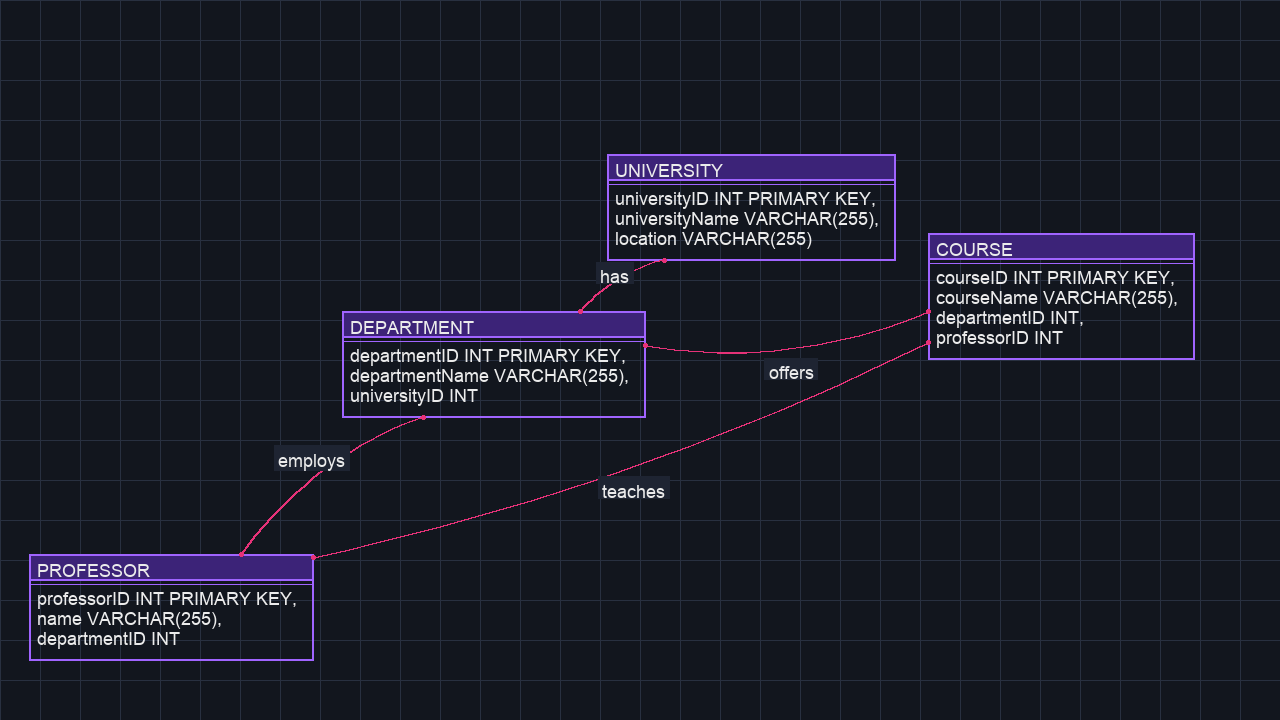 UNIVERSITY
universityID INT PRIMARY KEY,
universityName VARCHAR(255),
location VARCHAR(255)
COURSE
courseID INT PRIMARY KEY,
courseName VARCHAR(255),
departmentID INT,
professorID INT
has
DEPARTMENT
departmentID INT PRIMARY KEY,
departmentName VARCHAR(255),
universityID INT
offers
employs
teaches
PROFESSOR
professorID INT PRIMARY KEY,
name VARCHAR(255),
departmentID INT